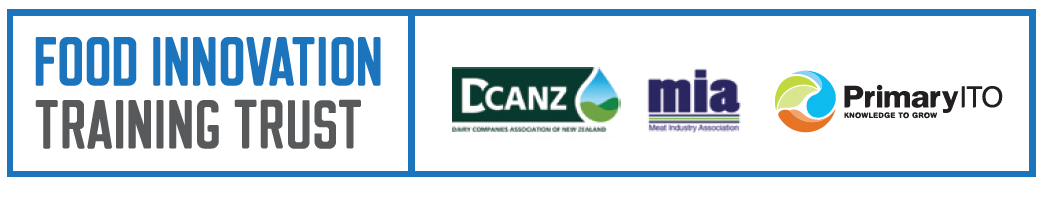 FOOD INNOVATION
TRAINING TRUST
DCANZ
DAIRY COMPANIES ASSOCIATION OF NEW ZEALAND
mia
Meat Industry Association
PrimaryITO
KNOWLEDGE TO GROW